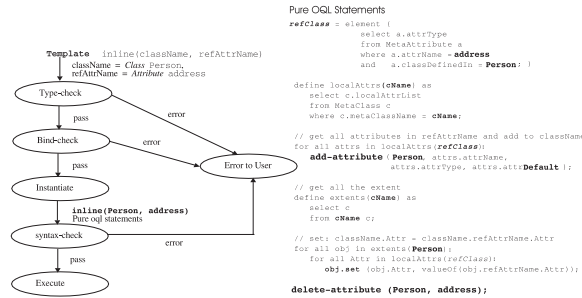 Template inline(className, refAttrName)
className = Class Person,
refAttrName = Attribute address
Type-check
pass
error
Bind-check
error
pass
Error to User
Instantiate
inline(Person, address)
Pure oql statements
syntax-check
error
pass
Execute
Pure OQL Statements
refClass = element (
select a.attrType
from MetaAttribute a
where a.attrName = address
and a.classDefinedIn = Person; )
define localAttrs(cName) as
select c.localAttrList
from MetaClass c
where c.metaClassName = cName;
// get all attributes in refAttrName and add to className
for all attrs in localAttrs(refClass):
add-attribute ( Person, attrs.attrName,
attrs.attrType, attrs.attrDefault );
// get all the extent
define extents(cName) as
select c
from cName c;
// set: className.Attr = className.refAttrName.Attr
for all obj in extents(Person):
for all Attr in localAttrs(refClass):
obj.set (obj.Attr, valueOf(obj.refAttrName.Attr));
delete-attribute (Person, address);